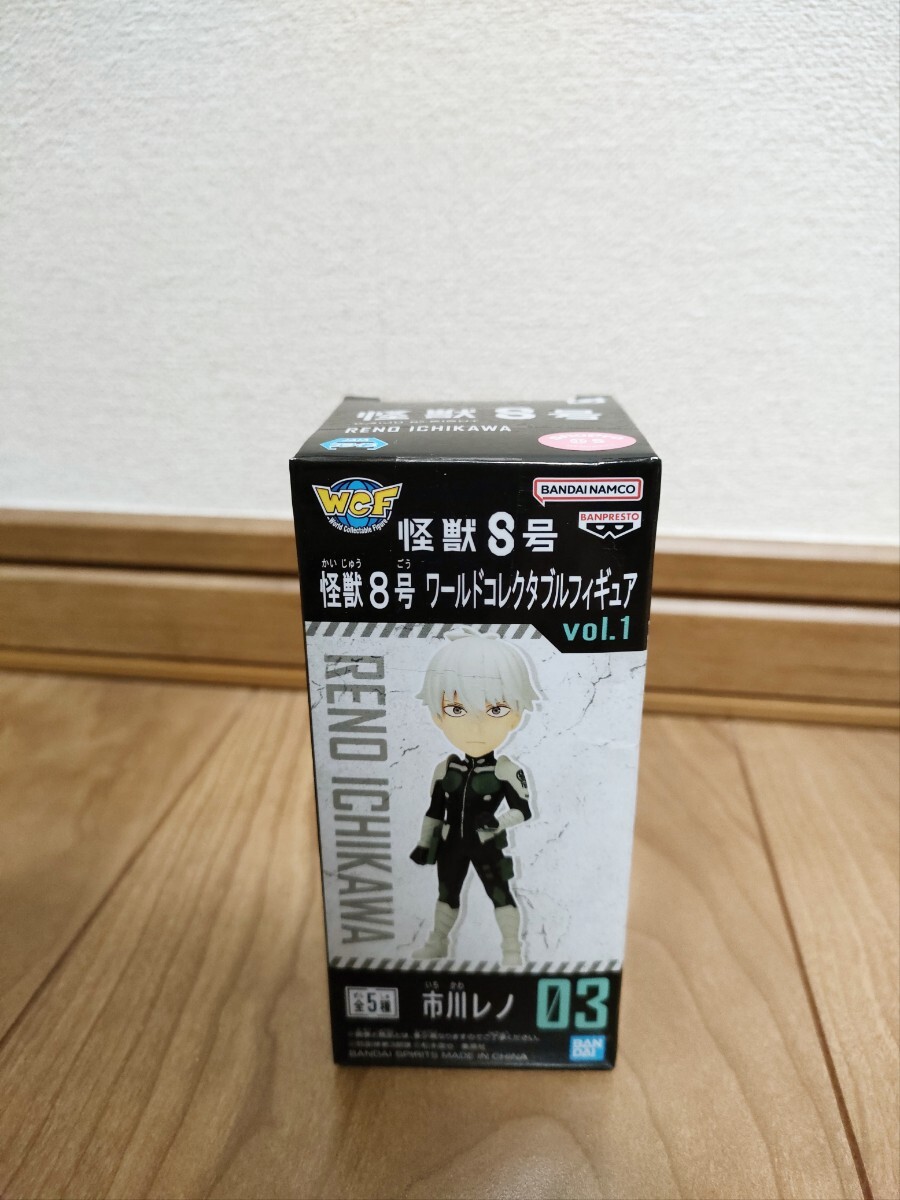 怪獣8号
RENO ICHIKAWA
WCF
World Collectable Figure
BANDAI NAMCO
BANPRESTO
怪獣8号
かいじゅう ごう
怪獣8号 ワールドコレクタブルフィギュア
vol.1
RENO ICHIKAWA
全5種
いち かわ
市川レノ
03
BANDAI SPIRITS MADE IN CHINA
BANDAI